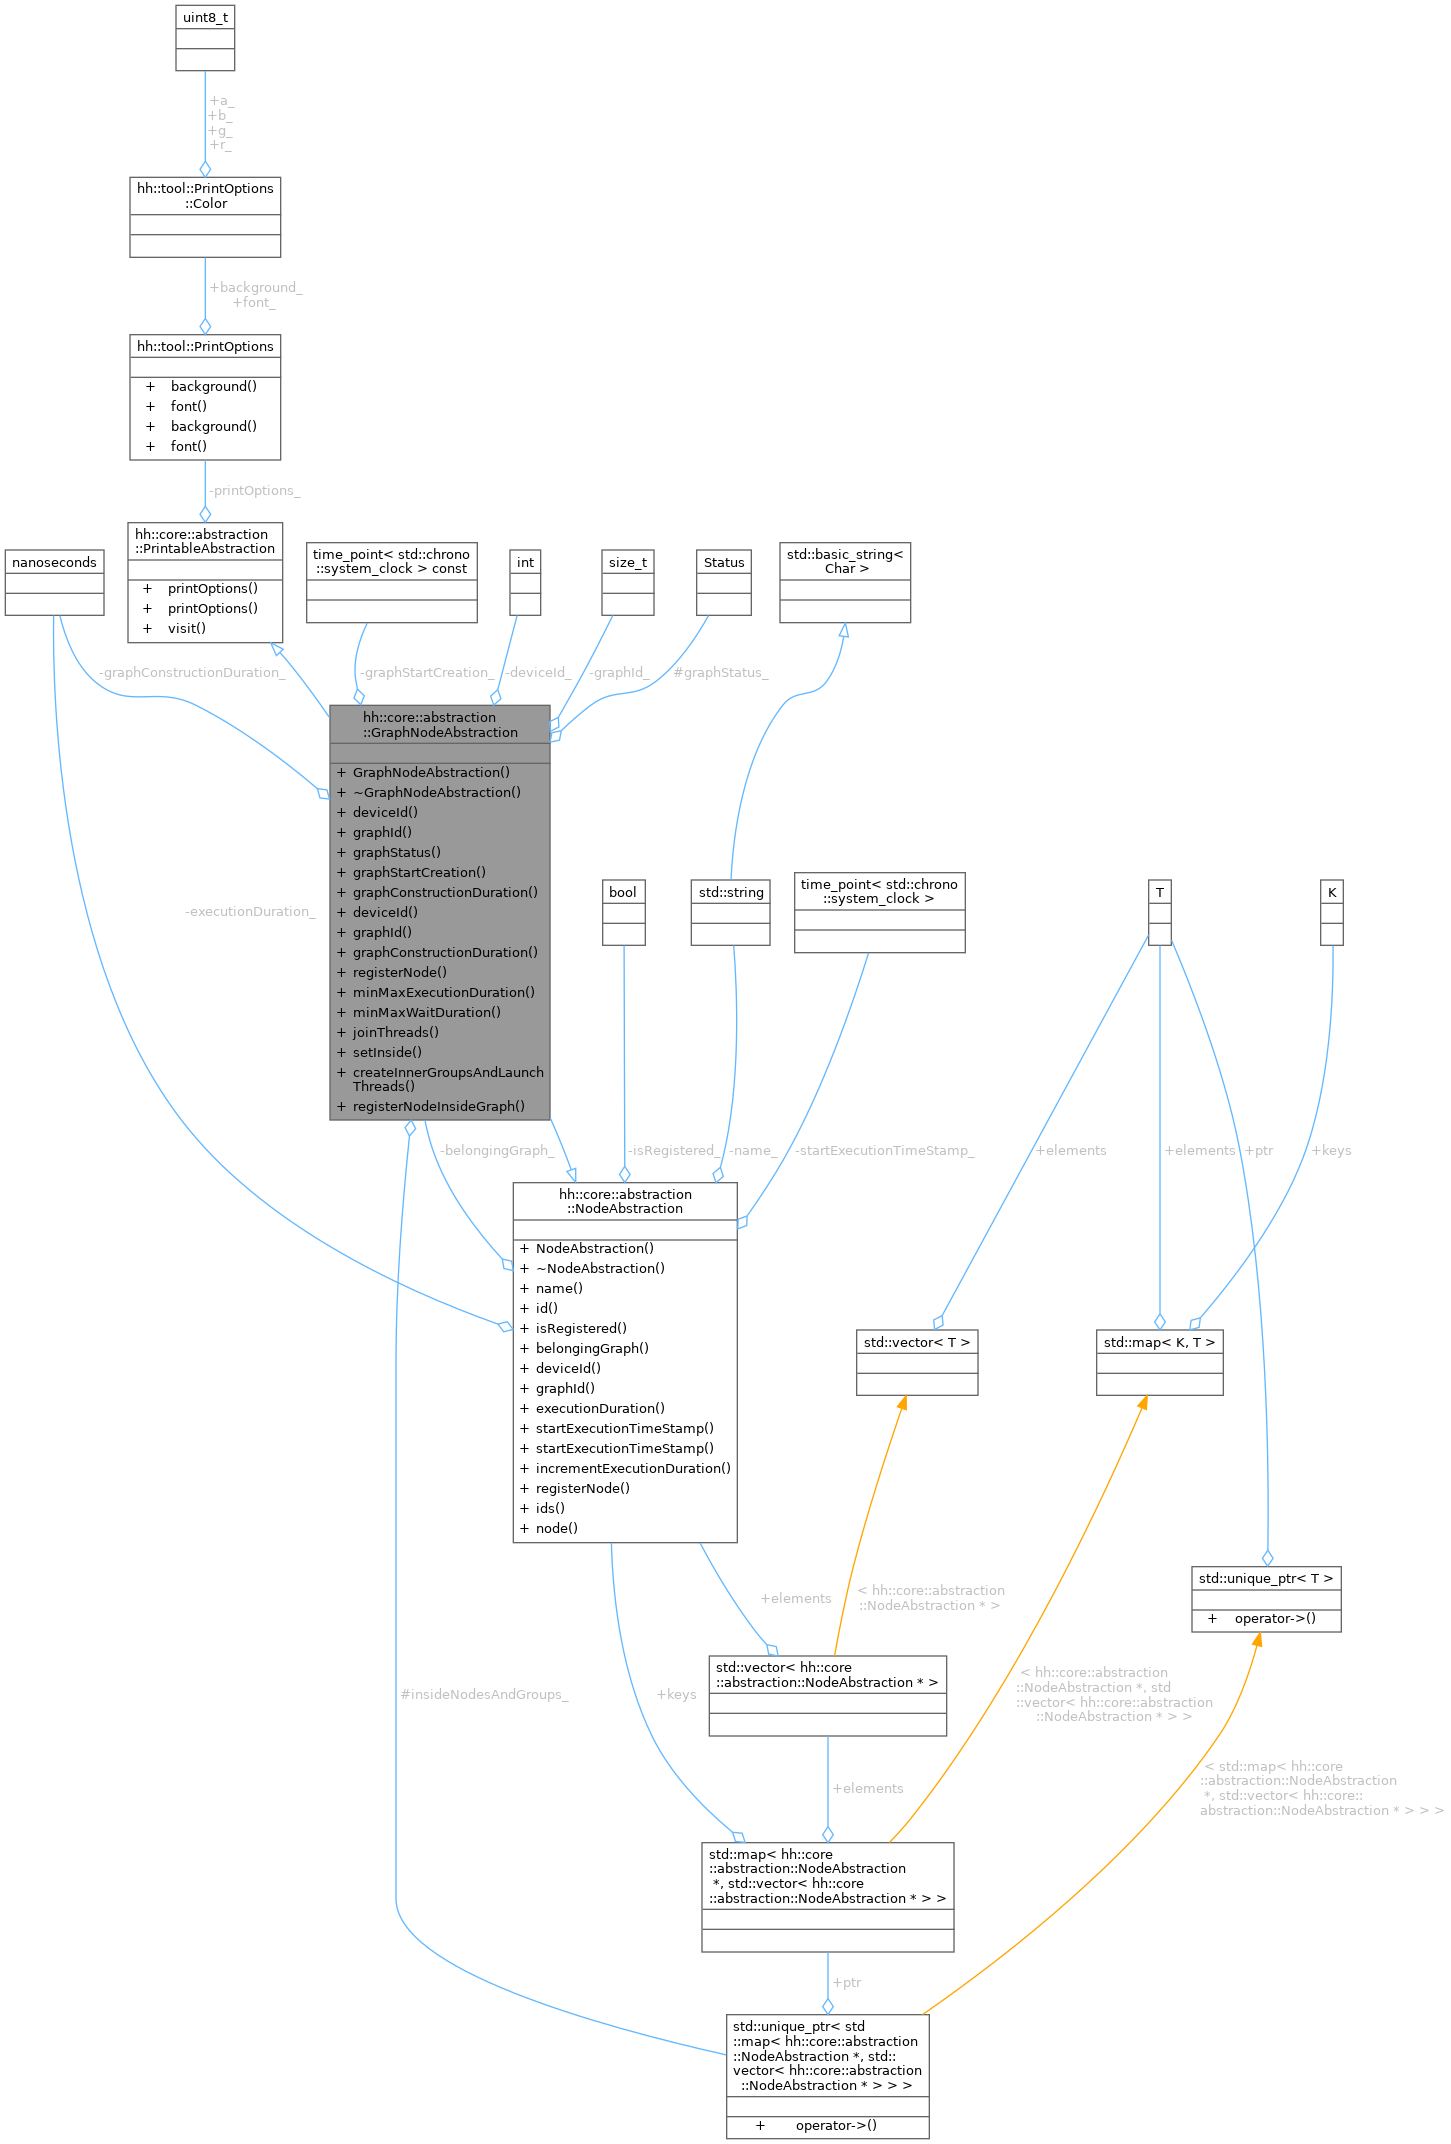 uint8_t
+a_
+b_
+g_
+r_
hh::tool::PrintOptions
::Color
+background_
+font_
hh::tool::PrintOptions
+ background()
+ font()
+ background()
+ font()
-printOptions_
nanoseconds
hh::core::abstraction
::PrintableAbstraction
+ printOptions()
+ printOptions()
+ visit()
time_point< std::chrono
::system_clock > const
int
size_t
Status
std::basic_string<
Char >
-graphConstructionDuration_
-graphStartCreation_
-deviceId_
-graphId_
#graphStatus_
hh::core::abstraction
::GraphNodeAbstraction
+ GraphNodeAbstraction()
+ ~GraphNodeAbstraction()
+ deviceId()
+ graphId()
+ graphStatus()
+ graphStartCreation()
+ graphConstructionDuration()
+ deviceId()
+ graphId()
+ graphConstructionDuration()
+ registerNode()
+ minMaxExecutionDuration()
+ minMaxWaitDuration()
+ joinThreads()
+ setInside()
+ createInnerGroupsAndLaunch
Threads()
+ registerNodeInsideGraph()
-executionDuration_
bool
std::string
time_point< std::chrono
::system_clock >
T
K
-belongingGraph_
-isRegistered_
-name_
-startExecutionTimeStamp_
+elements
+elements
+ptr
+keys
hh::core::abstraction
::NodeAbstraction
+ NodeAbstraction()
+ ~NodeAbstraction()
+ name()
+ id()
+ isRegistered()
+ belongingGraph()
+ deviceId()
+ graphId()
+ executionDuration()
+ startExecutionTimeStamp()
+ startExecutionTimeStamp()
+ incrementExecutionDuration()
+ registerNode()
+ ids()
+ node()
std::vector< T >
std::map< K, T >
std::unique_ptr< T >
+ operator->()
+elements
< hh::core::abstraction
::NodeAbstraction * >
std::vector< hh::core
::abstraction::NodeAbstraction * >
#insideNodesAndGroups_
+keys
< hh::core::abstraction
::NodeAbstraction *, std
::vector< hh::core::abstraction
::NodeAbstraction * > >
+elements
< std::map< hh::core
::abstraction::NodeAbstraction
*, std::vector< hh::core::
abstraction::NodeAbstraction * > > >
std::map< hh::core
::abstraction::NodeAbstraction
*, std::vector< hh::core
::abstraction::NodeAbstraction * > >
+ptr
std::unique_ptr< std
::map< hh::core::abstraction
::NodeAbstraction *, std::
vector< hh::core::abstraction
::NodeAbstraction * > > >
+ operator->()